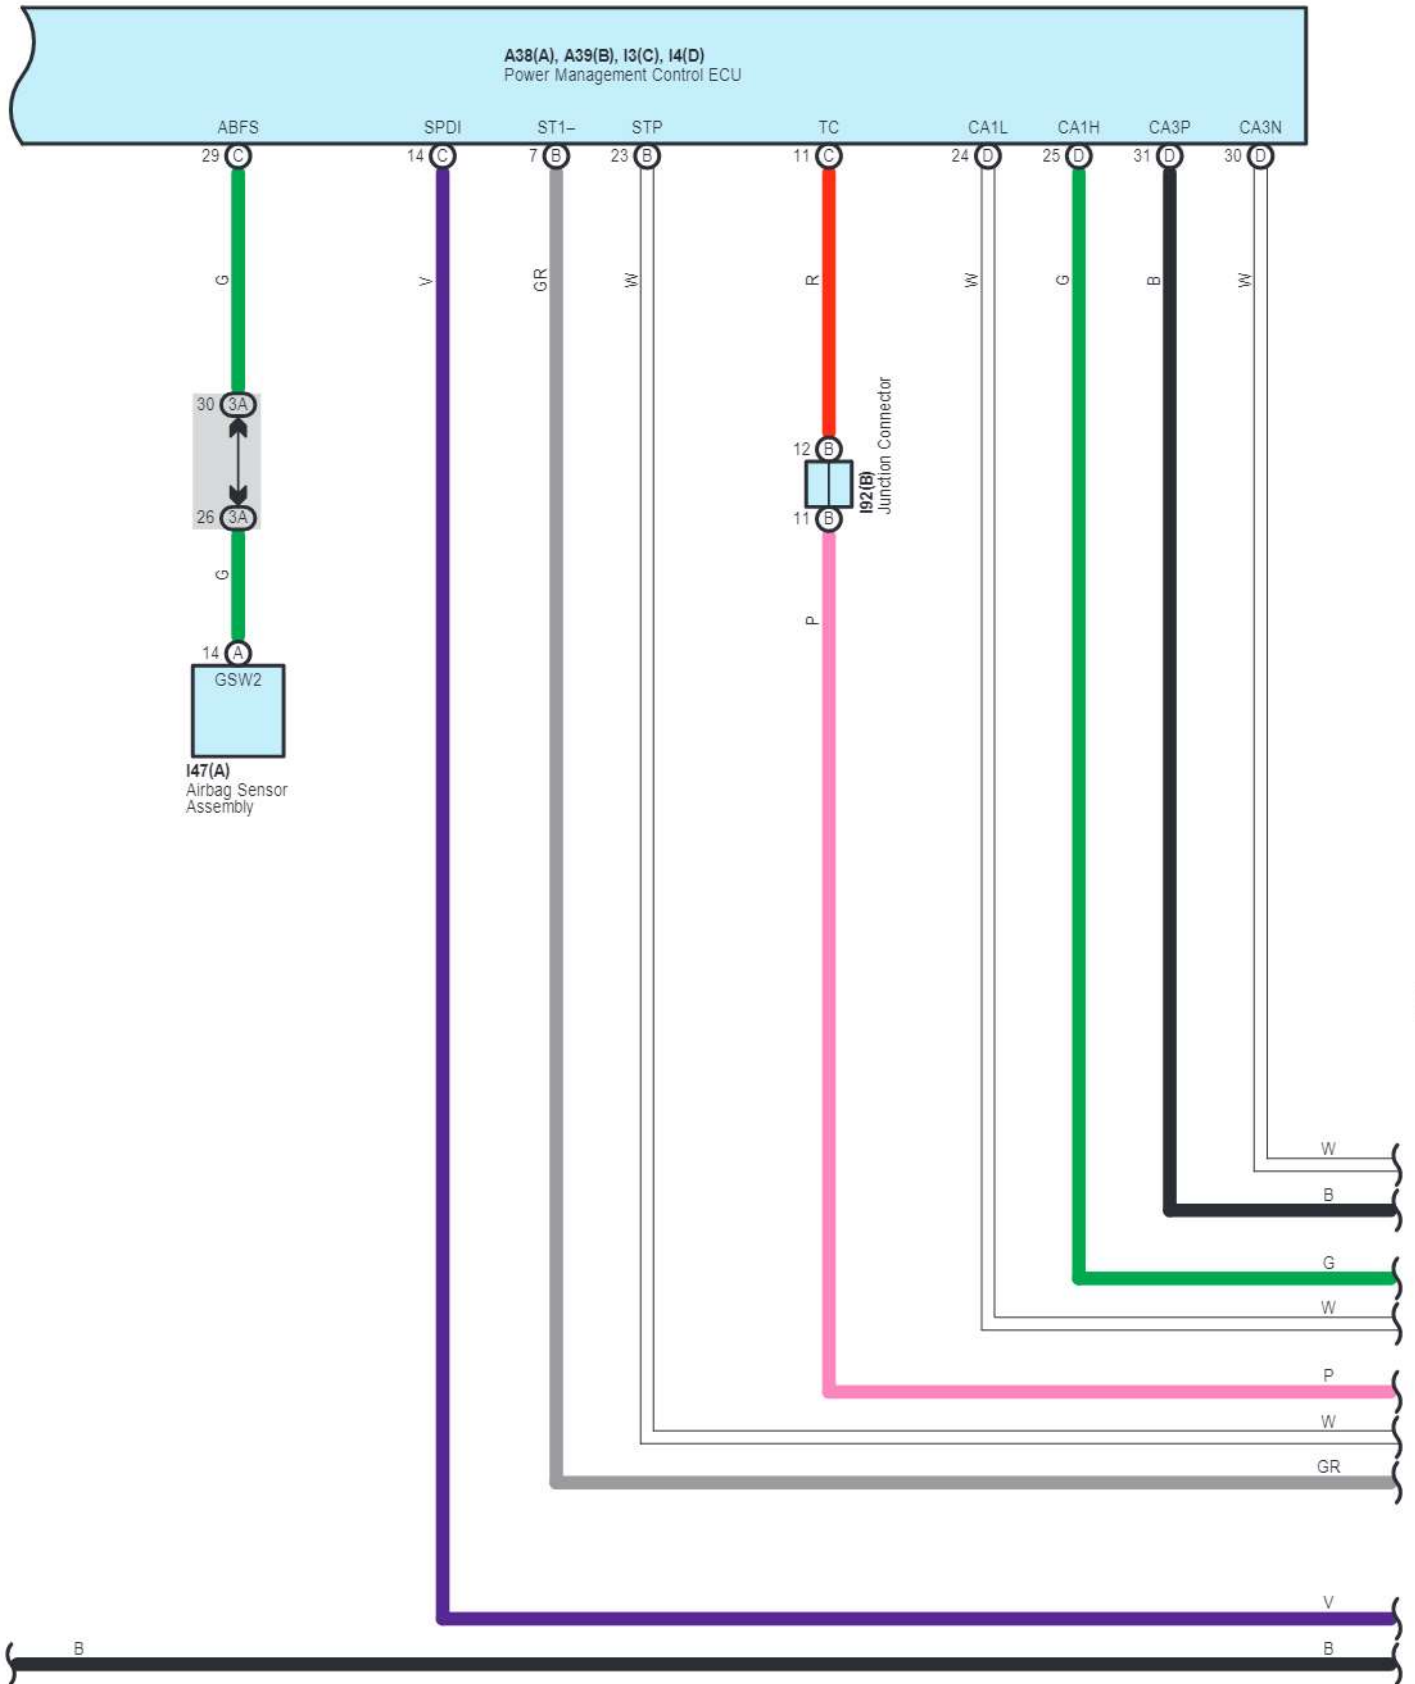 A38(A), A39(B), I3(C), I4(D)
Power Management Control ECU
ABFS SPDI ST1– STP TC CA1L CA1H CA3P CA3N
29 C 14 C 7 B 23 B 11 C 24 D 25 D 31 D 30 D
G V GR W R W G B W
30 3A
12 B
I92(B)
Junction Connector
26 3A
11 B
G
P
14 A
GSW2
I47(A)
Airbag Sensor
Assembly
W
B
G
W
P
W
GR
V
B B